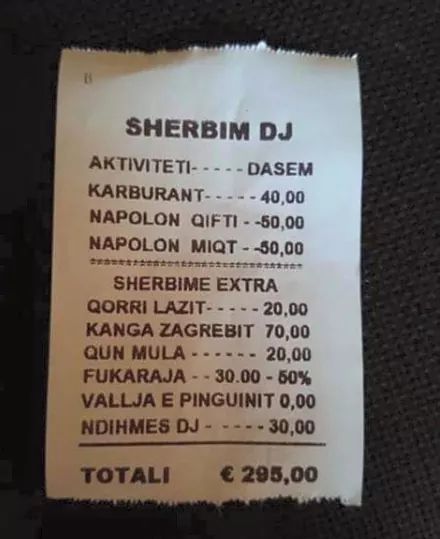 B
SHERBIM DJ
AKTIVITETI- - - - - DASEM
KARBURANT- - - - - 40,00
NAPOLON QIFTI - -50,00
NAPOLON MIQT - -50,00
****************************************
SHERBIME EXTRA
QORRI LAZIT- - - - - 20,00
KANGA ZAGREBIT 70,00
QUN MULA - - - - - - 20,00
FUKARAJA - - 30.00 - 50%
VALLJA E PINGUINIT 0,00
NDIHMES DJ - - - - - 30,00
TOTALI € 295,00